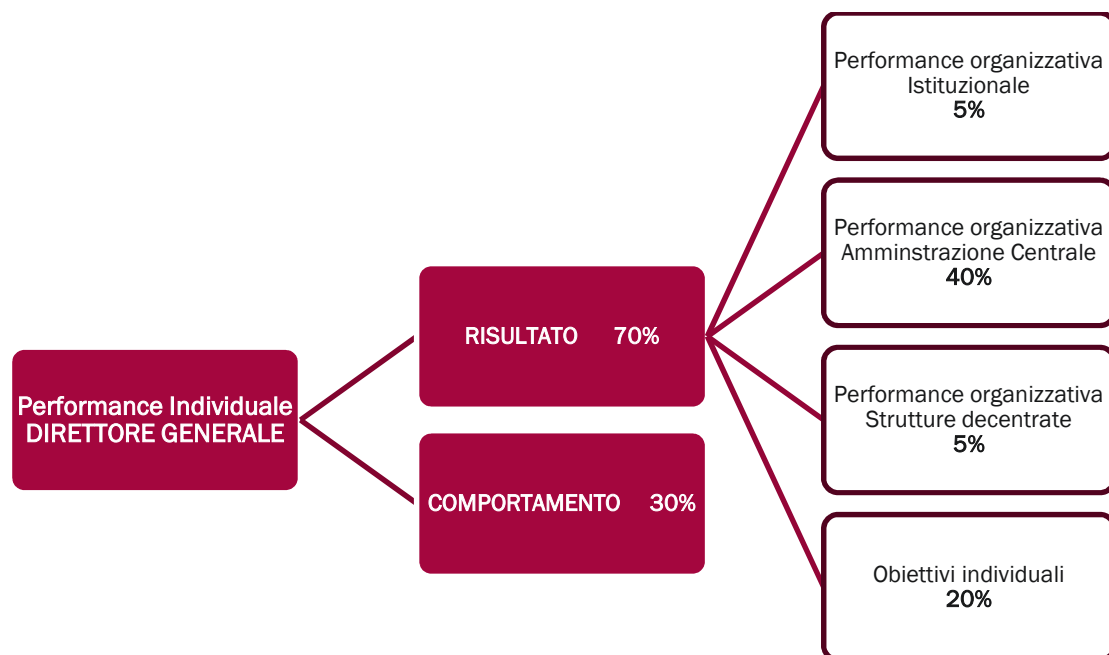 Performance Individuale
DIRETTORE GENERALE
RISULTATO 70%
COMPORTAMENTO 30%
Performance organizzativa
Istituzionale
5%
Performance organizzativa
Amminstrazione Centrale
40%
Performance organizzativa
Strutture decentrate
5%
Obiettivi individuali
20%